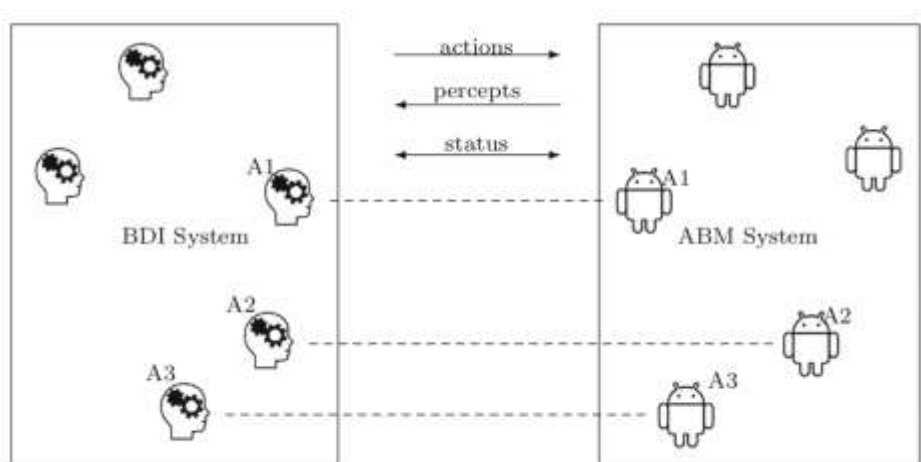 actions
percepts
status
A1
A1
BDI System
ABM System
A2
A2
A3
A3